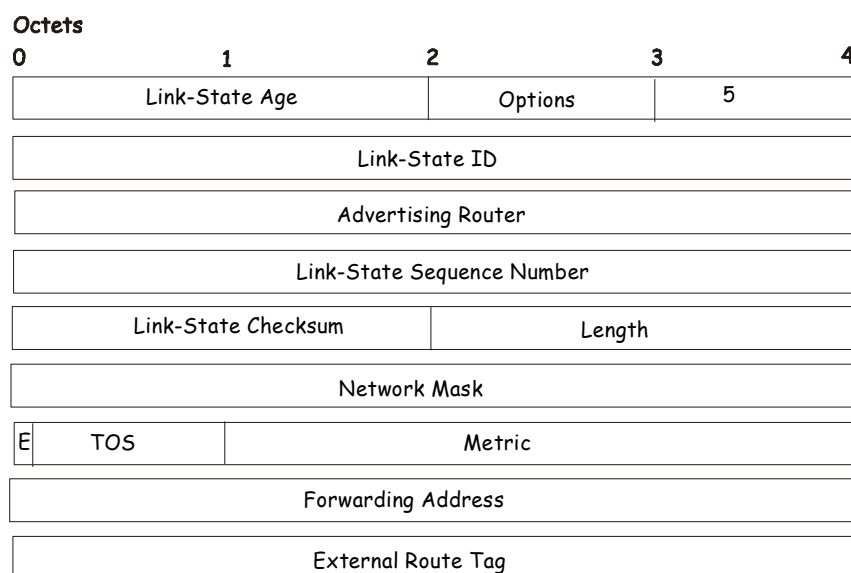 Octets
0 1 2 3 4
Link-State Age Options 5
Link-State ID
Advertising Router
Link-State Sequence Number
Link-State Checksum Length
Network Mask
E TOS Metric
Forwarding Address
External Route Tag